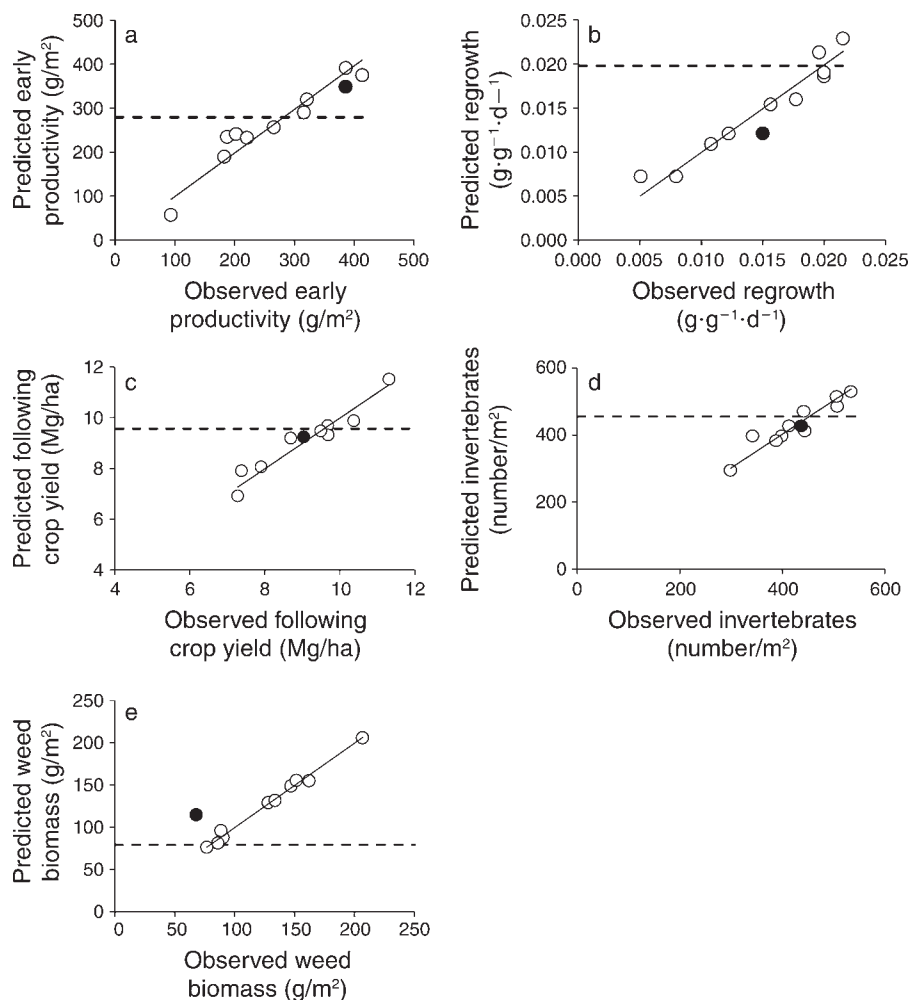 a
500
400
300
200
100
0
0 100 200 300 400 500
Predicted early
productivity (g/m²)
Observed early
productivity (g/m²)
b
0.025
0.020
0.015
0.010
0.005
0.000
0.000 0.005 0.010 0.015 0.020 0.025
Predicted regrowth
(g·g⁻¹·d⁻¹)
Observed regrowth
(g·g⁻¹·d⁻¹)
c
12
10
8
6
4
4 6 8 10 12
Predicted following
crop yield (Mg/ha)
Observed following
crop yield (Mg/ha)
d
600
400
200
0
0 200 400 600
Predicted invertebrates
(number/m²)
Observed invertebrates
(number/m²)
e
250
200
150
100
50
0
0 50 100 150 200 250
Predicted weed
biomass (g/m²)
Observed weed
biomass (g/m²)